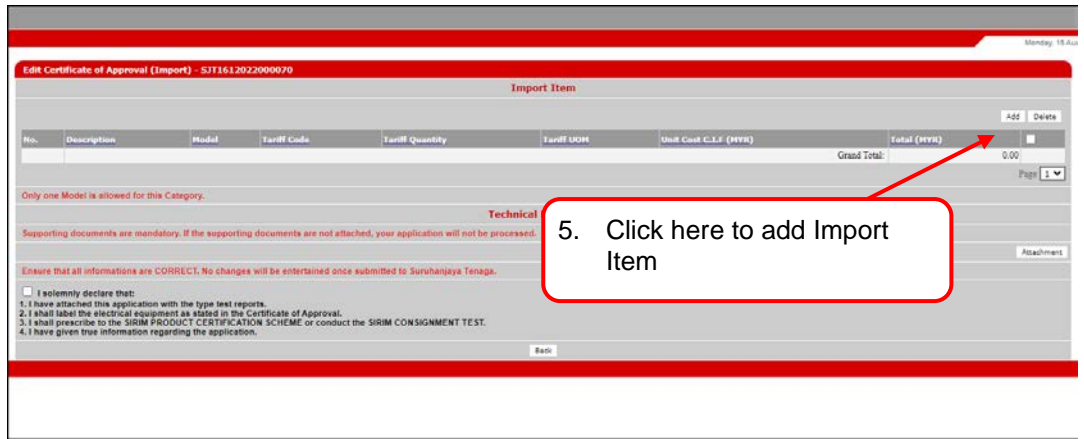 Monday, 15 Au
Edit Certificate of Approval (Import) - SJT1612022000070
Import Item
Add Delete
No. Description Model Tariff Code Tariff Quantity Tariff UOM Unit Cost C.I.F (MYR) Total (MYR)
Grand Total: 0.00
Page 1
Only one Model is allowed for this Category.
Technical
Supporting documents are mandatory. If the supporting documents are not attached, your application will not be processed.
5. Click here to add Import
Item
Attachment
Ensure that all informations are CORRECT. No changes will be entertained once submitted to Suruhanjaya Tenaga.
I solemnly declare that:
1. I have attached this application with the type test reports.
2. I shall label the electrical equipment as stated in the Certificate of Approval.
3. I shall prescribe to the SIRIM PRODUCT CERTIFICATION SCHEME or conduct the SIRIM CONSIGNMENT TEST.
4. I have given true information regarding the application.
Back